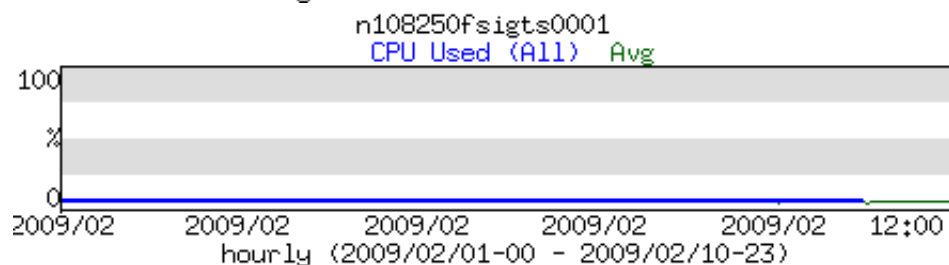 n108250fsigts0001
CPU Used (All) Avg
100
%
0
2009/02 2009/02 2009/02 2009/02 2009/02 12:00
hourly (2009/02/01-00 - 2009/02/10-23)